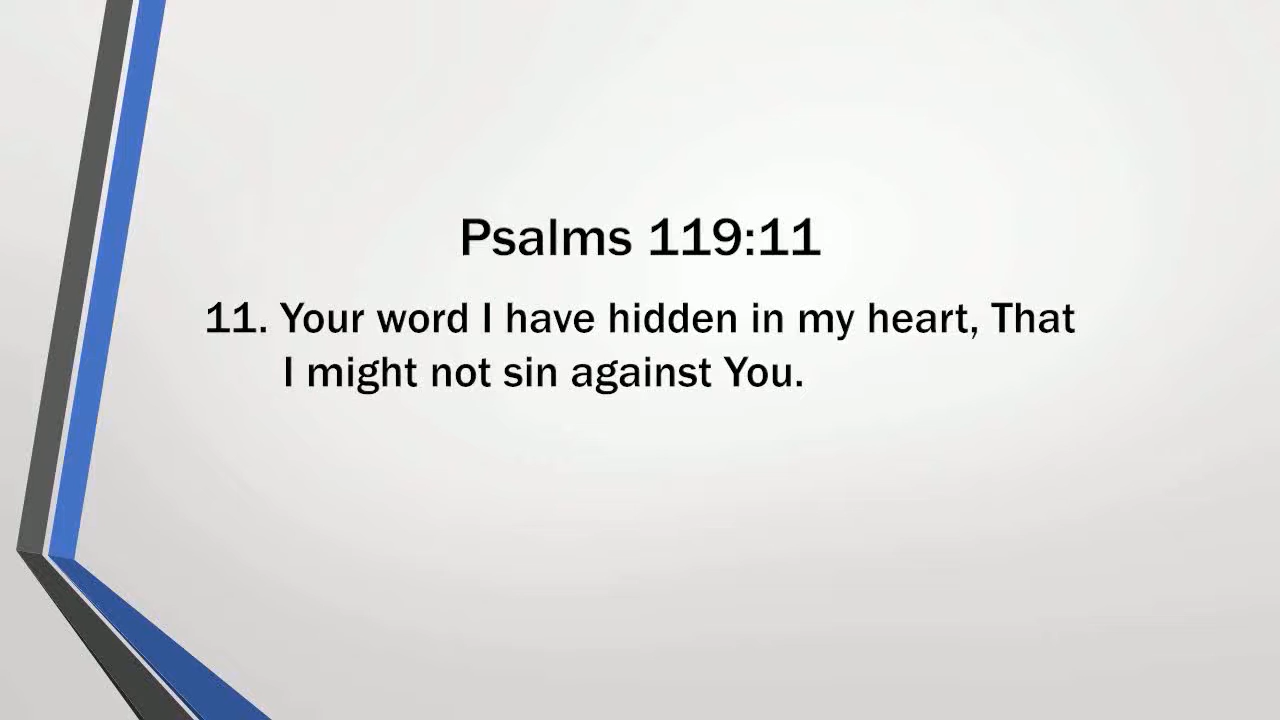 Psalms 119:11
11. Your word I have hidden in my heart, That
I might not sin against You.